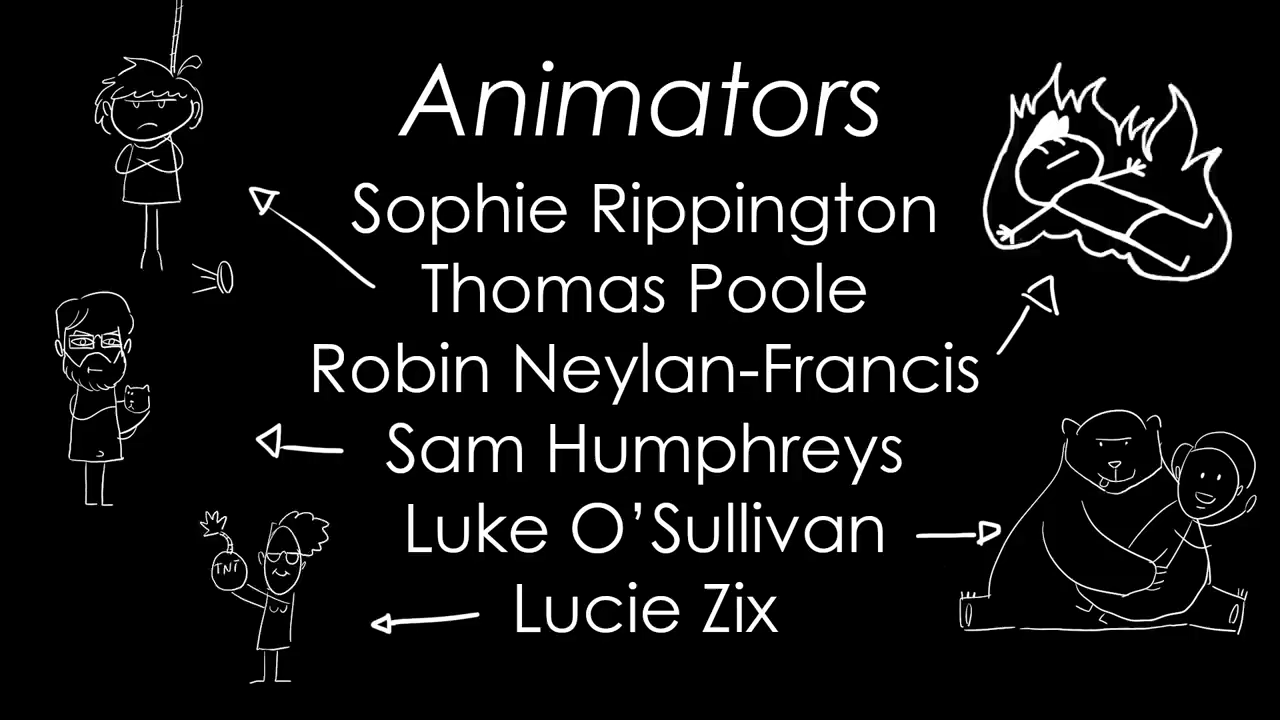 Animators
Sophie Rippington
Thomas Poole
Robin Neylan-Francis
Sam Humphreys
Luke O’Sullivan
Lucie Zix
TNT